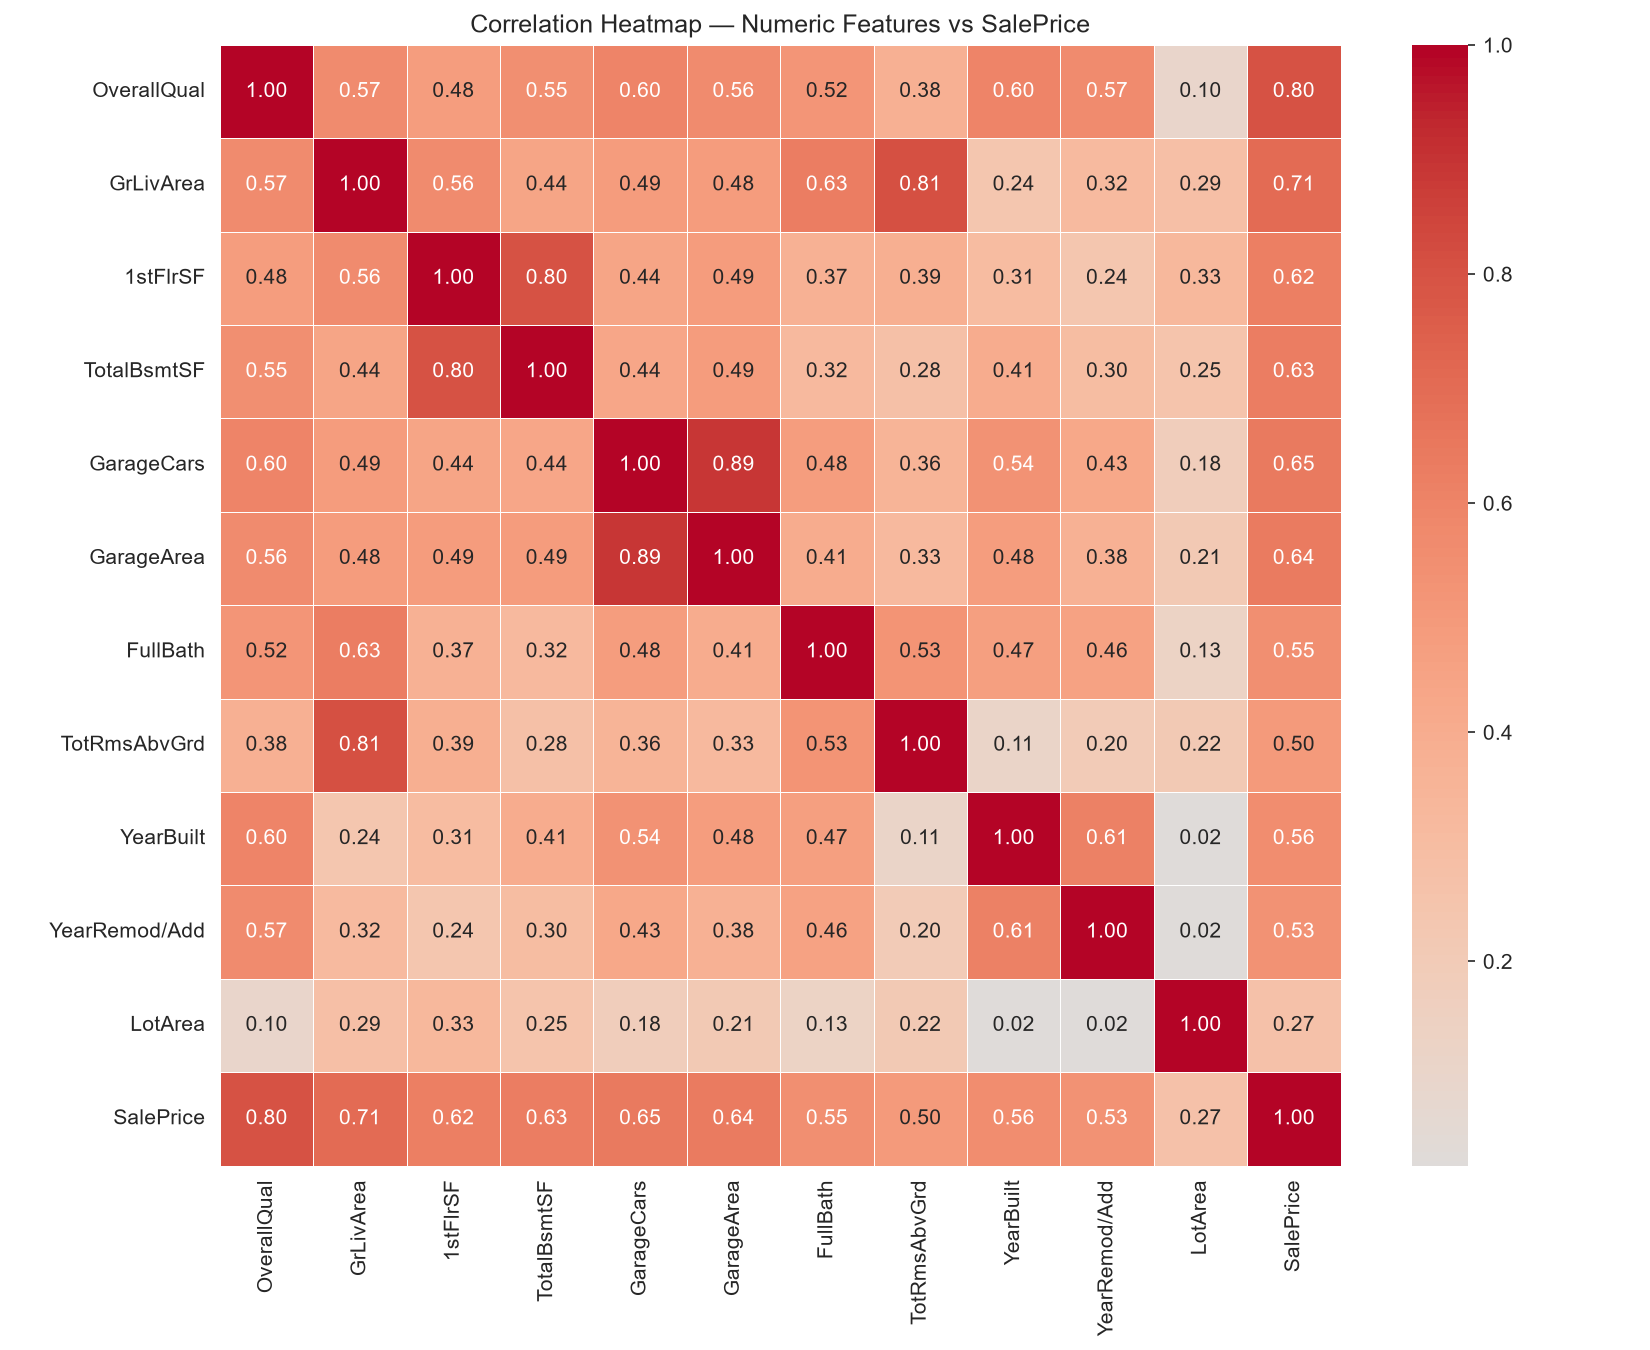 Correlation Heatmap — Numeric Features vs SalePrice
OverallQual 1.00 0.57 0.48 0.55 0.60 0.56 0.52 0.38 0.60 0.57 0.10 0.80
GrLivArea 0.57 1.00 0.56 0.44 0.49 0.48 0.63 0.81 0.24 0.32 0.29 0.71
1stFlrSF 0.48 0.56 1.00 0.80 0.44 0.49 0.37 0.39 0.31 0.24 0.33 0.62
TotalBsmtSF 0.55 0.44 0.80 1.00 0.44 0.49 0.32 0.28 0.41 0.30 0.25 0.63
GarageCars 0.60 0.49 0.44 0.44 1.00 0.89 0.48 0.36 0.54 0.43 0.18 0.65
GarageArea 0.56 0.48 0.49 0.49 0.89 1.00 0.41 0.33 0.48 0.38 0.21 0.64
FullBath 0.52 0.63 0.37 0.32 0.48 0.41 1.00 0.53 0.47 0.46 0.13 0.55
TotRmsAbvGrd 0.38 0.81 0.39 0.28 0.36 0.33 0.53 1.00 0.11 0.20 0.22 0.50
YearBuilt 0.60 0.24 0.31 0.41 0.54 0.48 0.47 0.11 1.00 0.61 0.02 0.56
YearRemod/Add 0.57 0.32 0.24 0.30 0.43 0.38 0.46 0.20 0.61 1.00 0.02 0.53
LotArea 0.10 0.29 0.33 0.25 0.18 0.21 0.13 0.22 0.02 0.02 1.00 0.27
SalePrice 0.80 0.71 0.62 0.63 0.65 0.64 0.55 0.50 0.56 0.53 0.27 1.00
OverallQual
GrLivArea
1stFlrSF
TotalBsmtSF
GarageCars
GarageArea
FullBath
TotRmsAbvGrd
YearBuilt
YearRemod/Add
LotArea
SalePrice
1.0
0.8
0.6
0.4
0.2